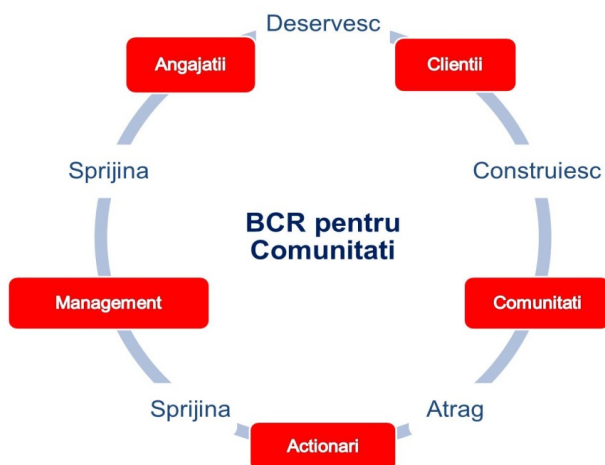 Deservesc
Angajatii
Clientii
Sprijina
Construiesc
BCR pentru
Comunitati
Management
Comunitati
Sprijina
Atrag
Actionari